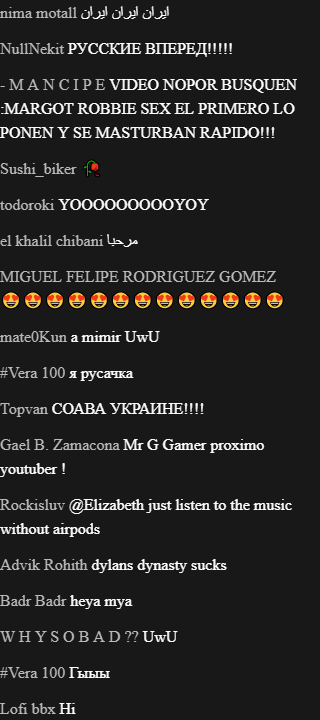 nima motall ایران ایران ایران
NullNekit РУССКИЕ ВПЕРЕД!!!!!
- M A N C I P E VIDEO NOPOR BUSQUEN
:MARGOT ROBBIE SEX EL PRIMERO LO
PONEN Y SE MASTURBAN RAPIDO!!!
Sushi_biker 🥀
todoroki YOOOOOOOOOYOY
el khalil chibani مرحبا
MIGUEL FELIPE RODRIGUEZ GOMEZ
🤩🤩🤩🤩🤩🤩🤩🤩🤩🤩🤩🤩🤩
mate0Kun a mimir UwU
#Vera 100 я русачка
Topvan СОАВА УКРАИНЕ!!!!
Gael B. Zamacona Mr G Gamer proximo
youtuber !
Rockisluv @Elizabeth just listen to the music
without airpods
Advik Rohith dylans dynasty sucks
Badr Badr heya mya
W H Y S O B A D ?? UwU
#Vera 100 Гыыы
Lofi bbx Hi